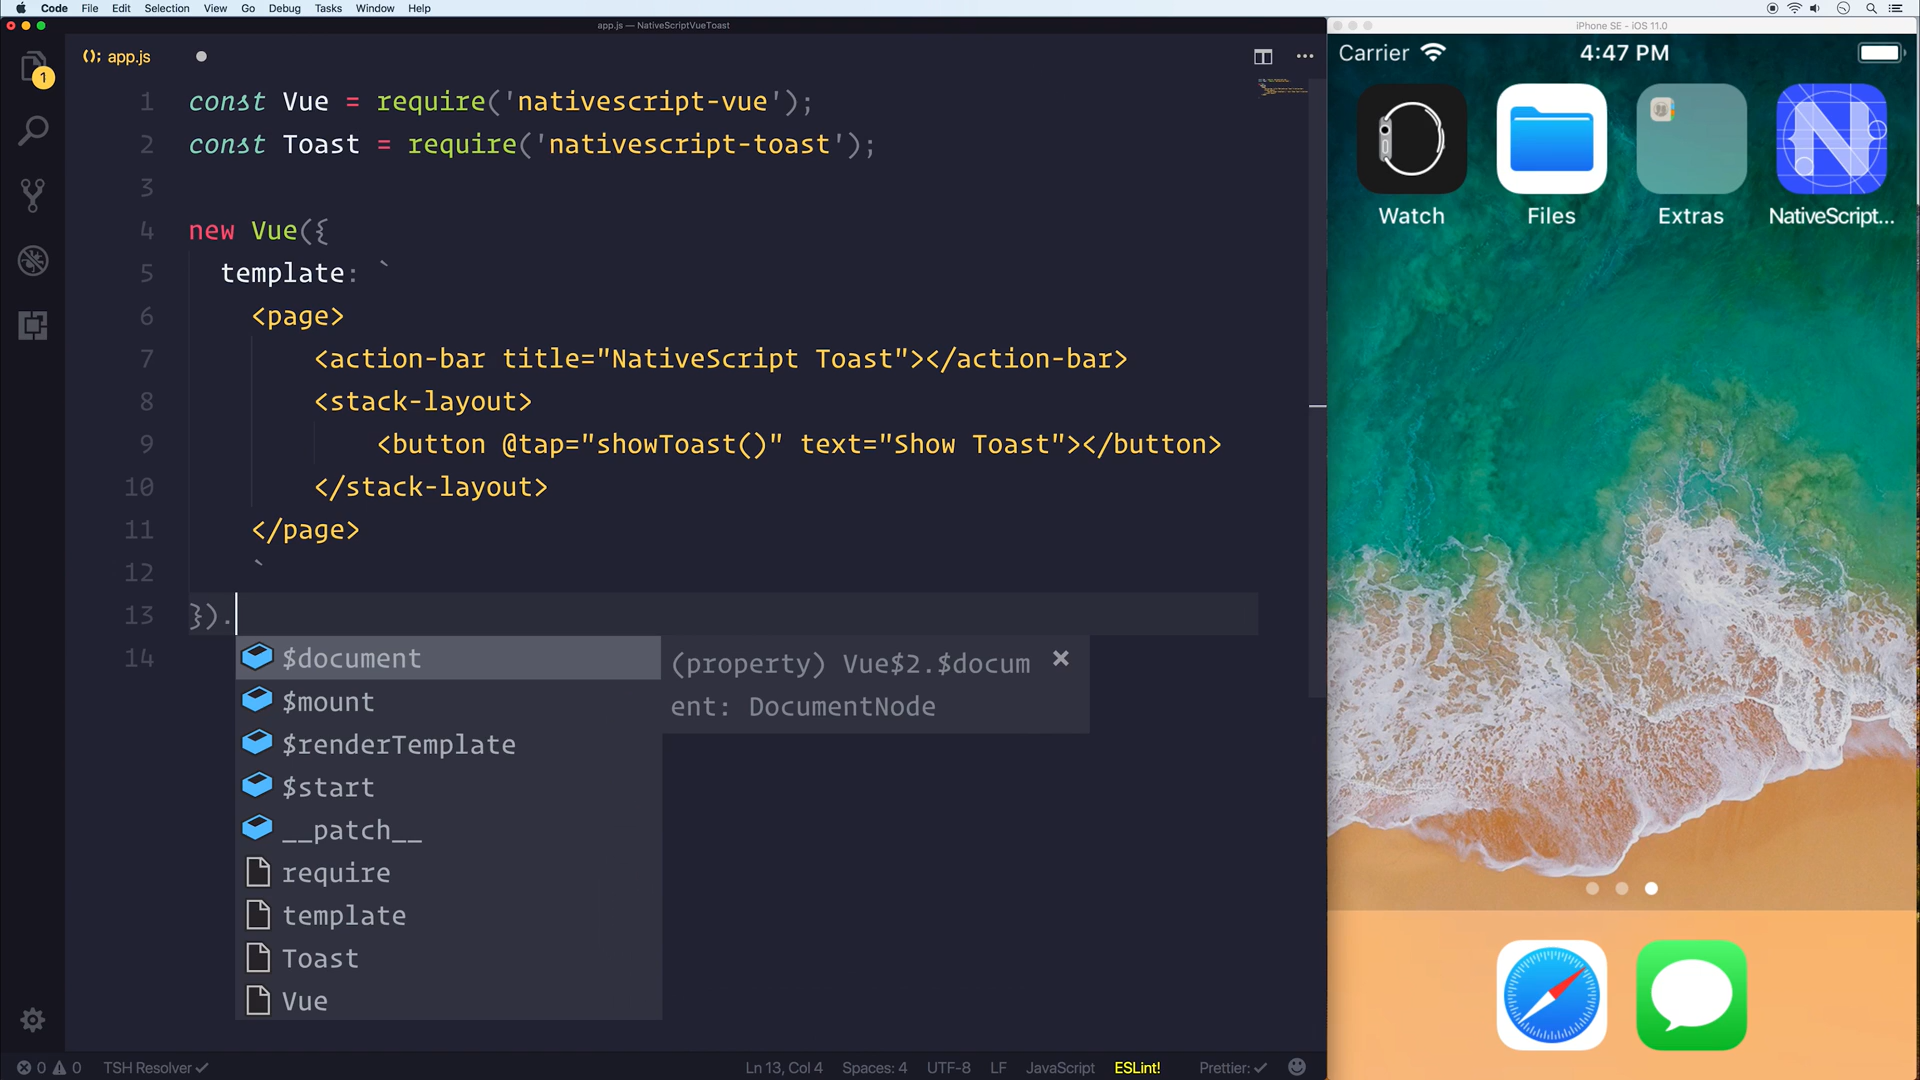 Code File Edit Selection View Go Debug Tasks Window Help
app.js — NativeScriptVueToast
iPhone SE - iOS 11.0
1
app.js
1 const Vue = require('nativescript-vue');
2 const Toast = require('nativescript-toast');
3
4 new Vue({
5 template: `
6 <page>
7 <action-bar title="NativeScript Toast"></action-bar>
8 <stack-layout>
9 <button @tap="showToast()" text="Show Toast"></button>
10 </stack-layout>
11 </page>
12 `
13 }).
14
$document
$mount
$renderTemplate
$start
__patch__
require
template
Toast
Vue
(property) Vue$2.$docum
ent: DocumentNode
0 0 TSH Resolver Ln 13, Col 4 Spaces: 4 UTF-8 LF JavaScript ESLint! Prettier:
Carrier 4:47 PM
Watch Files Extras NativeScript...